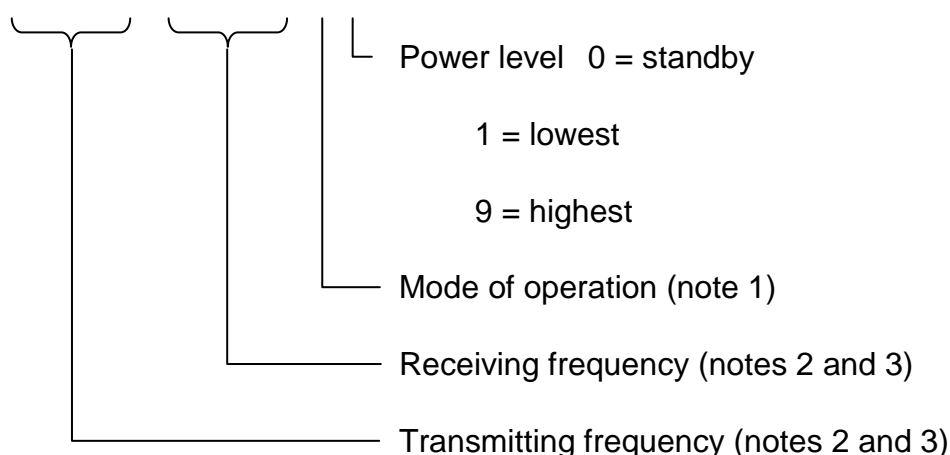 Power level 0 = standby
1 = lowest
9 = highest
Mode of operation (note 1)
Receiving frequency (notes 2 and 3)
Transmitting frequency (notes 2 and 3)